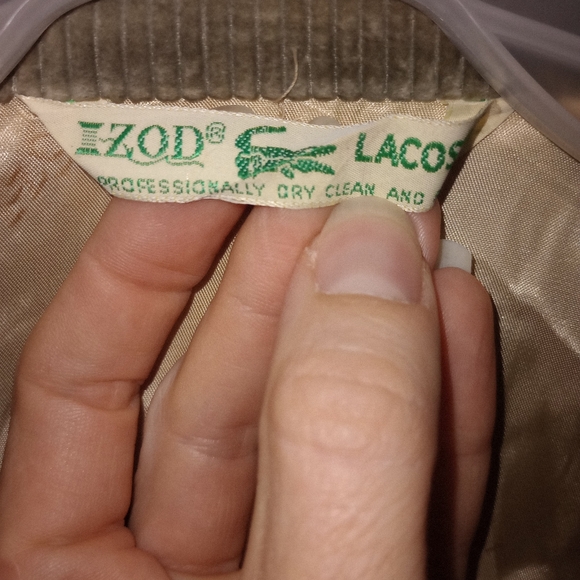 IZOD® LACOS
PROFESSIONALLY DRY CLEAN AND